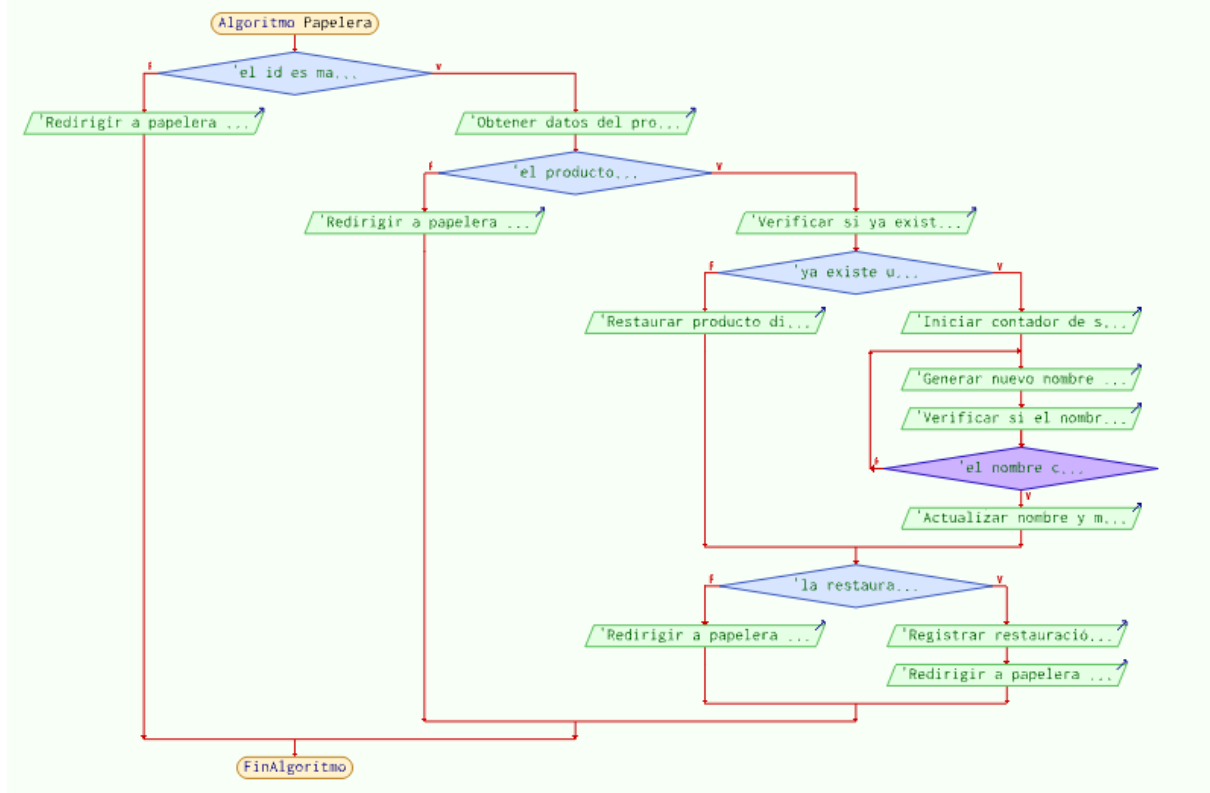 Algoritmo Papelera
F
'el id es ma...
V
'Redirigir a papelera ...
'Obtener datos del pro...
F
'el producto...
V
'Redirigir a papelera ...
'Verificar si ya exist...
F
'ya existe u...
V
'Restaurar producto di...
'Iniciar contador de s...
'Generar nuevo nombre ...
'Verificar si el nombr...
F
'el nombre c...
V
'Actualizar nombre y m...
F
'la restaura...
V
'Redirigir a papelera ...
'Registrar restauració...
'Redirigir a papelera ...
FinAlgoritmo